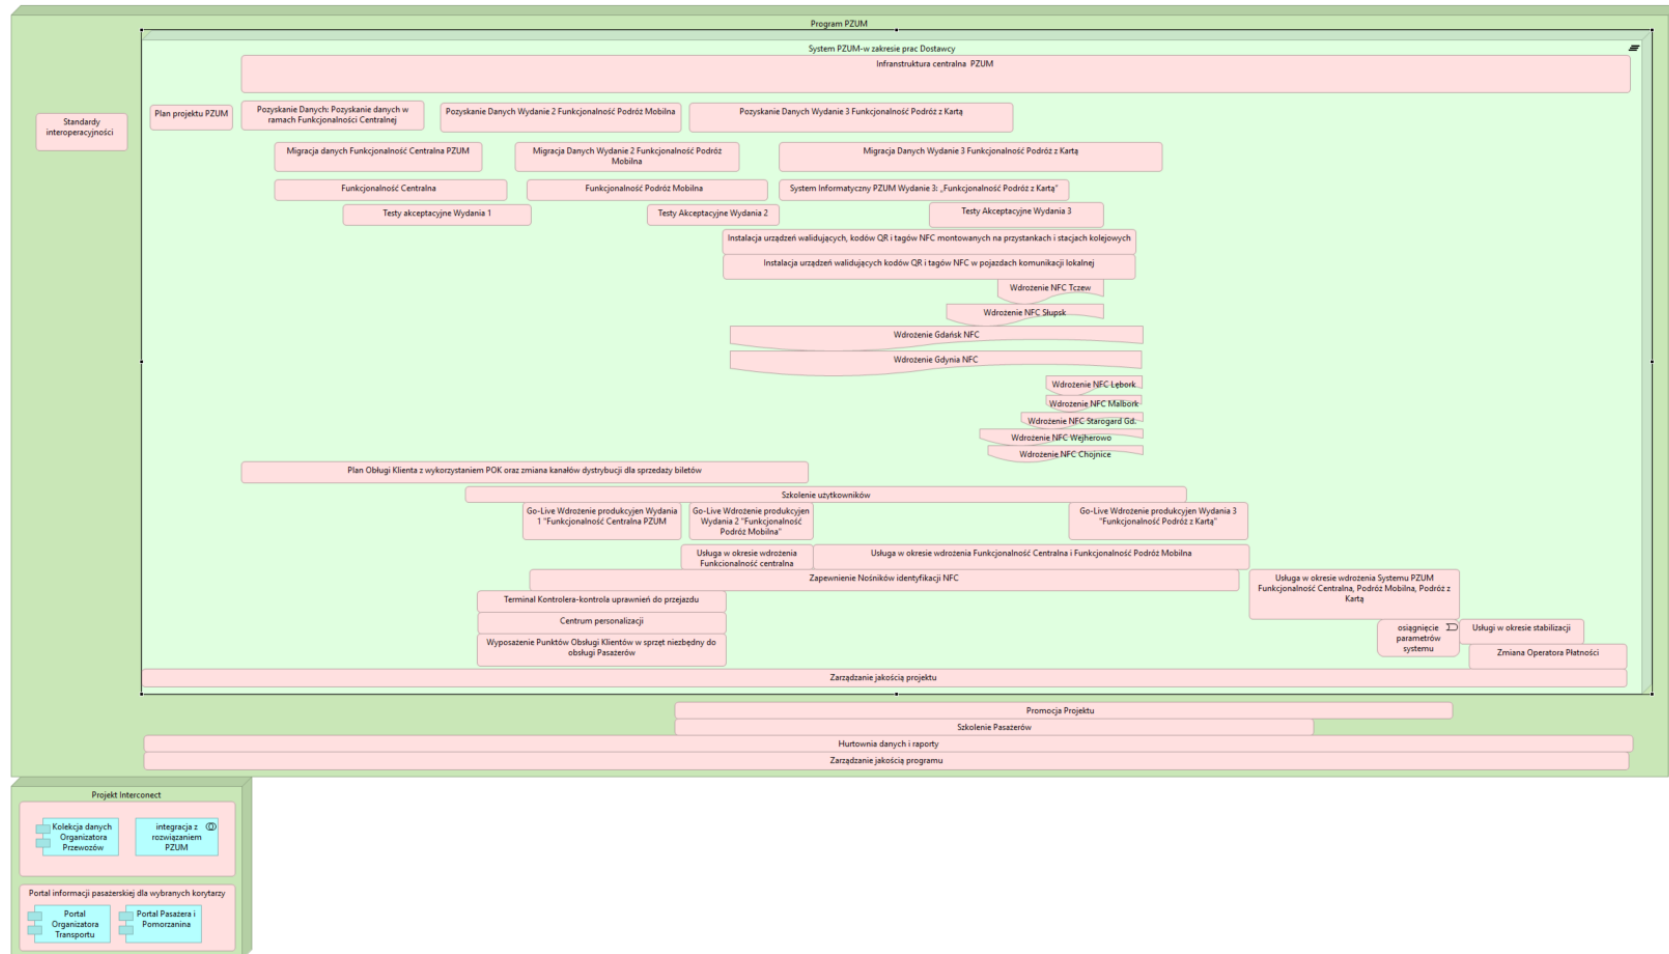 Program PZUM
System PZUM-w zakresie prac Dostawcy
Infranstruktura centralna  PZUM
Standardy
interoperacyjności
Plan projektu PZUM
Pozyskanie Danych: Pozyskanie danych w
ramach Funkcjonalności Centralnej
Pozyskanie Danych Wydanie 2 Funkcjonalność Podróż Mobilna
Pozyskanie Danych Wydanie 3 Funkcjonalność Podróż z Kartą
Migracja danych Funkcjonalność Centralna PZUM
Migracja Danych Wydanie 2 Funkcjonalność Podróż
Mobilna
Migracja Danych Wydanie 3 Funkcjonalność Podróż z Kartą
Funkcjonalność Centralna
Funkcjonalność Podróż Mobilna
System Informatyczny PZUM Wydanie 3: „Funkcjonalność Podróż z Kartą"
Testy akceptacyjne Wydania 1
Testy Akceptacyjne Wydania 2
Testy Akceptacyjne Wydania 3
Instalacja urządzeń walidujących, kodów QR i tagów NFC montowanych na przystankach i stacjach kolejowych
Instalacja urządzeń walidujących kodów QR i tagów NFC w pojazdach komunikacji lokalnej
Wdrożenie NFC Tczew
Wdrożenie NFC Słupsk
Wdrożenie Gdańsk NFC
Wdrożenie Gdynia NFC
Wdrożenie NFC Lębork
Wdrożenie NFC Malbork
Wdrożenie NFC Starogard Gd.
Wdrożenie NFC Wejherowo
Wdrożenie NFC Chojnice
Plan Obługi Klienta z wykorzystaniem POK oraz zmiana kanałów dystrybucji dla sprzedaży biletów
Szkolenie użytkowników
Go-Live Wdrożenie produkcyjen Wydania
1 "Funkcjonalność Centralna PZUM
Go-Live Wdrożenie produkcyjen
Wydania 2 "Funkcjonalność
Podróż Mobilna"
Go-Live Wdrożenie produkcyjen Wydania 3
"Funkcjonalność Podróż z Kartą"
Usługa w okresie wdrożenia
Funkcionalność centralna
Usługa w okresie wdrożenia Funkcjonalność Centralna i Funkcjonalność Podróż Mobilna
Zapewnienie Nośników identyfikacji NFC
Usługa w okresie wdrożenia Systemu PZUM
Funkcjonalność Centralna, Podróż Mobilna, Podróż z
Kartą
Terminal Kontrolera-kontrola uprawnień do przejazdu
Centrum personalizacji
Wyposażenie Punktów Obsługi Klientów w sprzęt niezbędny do
obsługi Pasażerów
osiągnięcie
parametrów
systemu
Usługi w okresie stabilizacji
Zmiana Operatora Płatności
Zarządzanie jakością projektu
Promocja Projektu
Szkolenie Pasażerów
Hurtownia danych i raporty
Zarządzanie jakością programu
Projekt Interconect
Kolekcja danych
Organizatora
Przewozów
integracja z
rozwiązaniem
PZUM
Portal informacji pasażerskiej dla wybranych korytarzy
Portal
Organizatora
Transportu
Portal Pasażera i
Pomorzanina